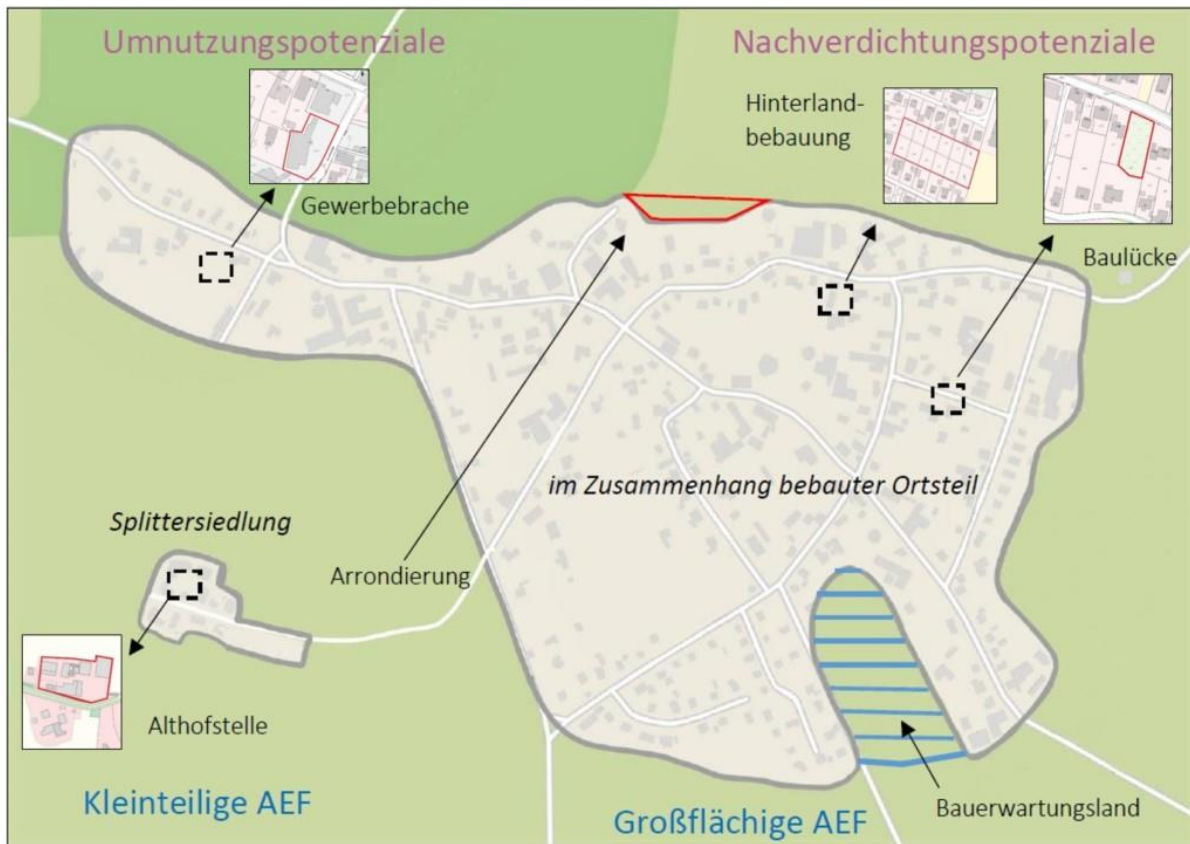 Umnutzungspotenziale
Nachverdichtungspotenziale
Hinterland-
bebauung
Gewerbebrache
Baulücke
im Zusammenhang bebauter Ortsteil
Splittersiedlung
Arrondierung
Althofstelle
Kleinteilige AEF
Großflächige AEF
Bauerwartungsland